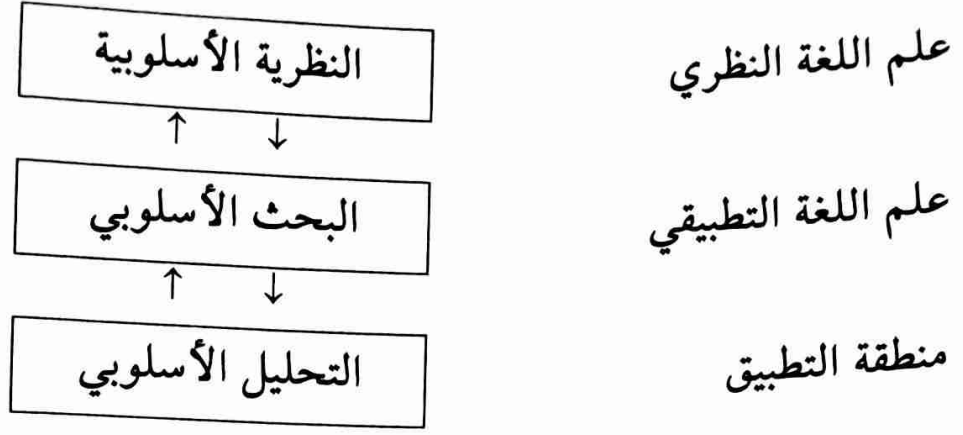 علم اللغة النظري النظرية الأسلوبية
↑ ↓
علم اللغة التطبيقي البحث الأسلوبي
↑ ↓
منطقة التطبيق التحليل الأسلوبي